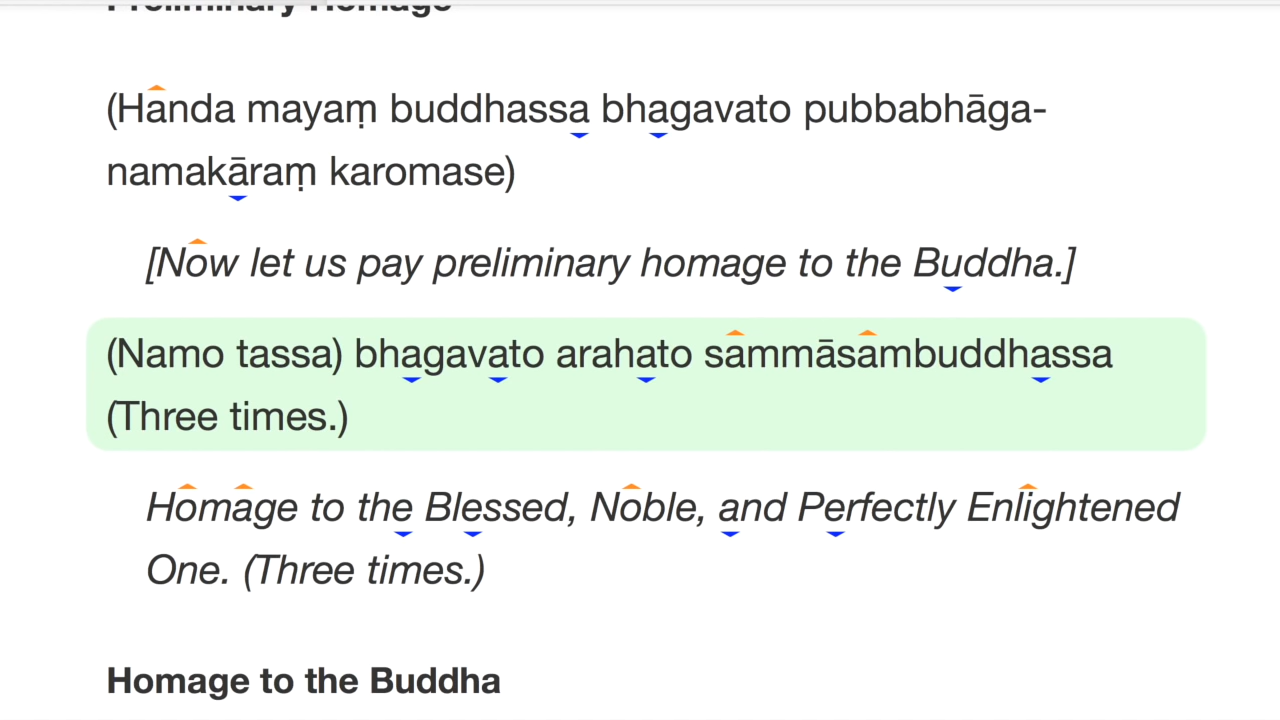 Preliminary Homage
(Handa mayaṃ buddhassa bhagavato pubbabhāga-
namakāraṃ karomase)
[Now let us pay preliminary homage to the Buddha.]
(Namo tassa) bhagavato arahato sammāsambuddhassa
(Three times.)
Homage to the Blessed, Noble, and Perfectly Enlightened
One. (Three times.)
Homage to the Buddha